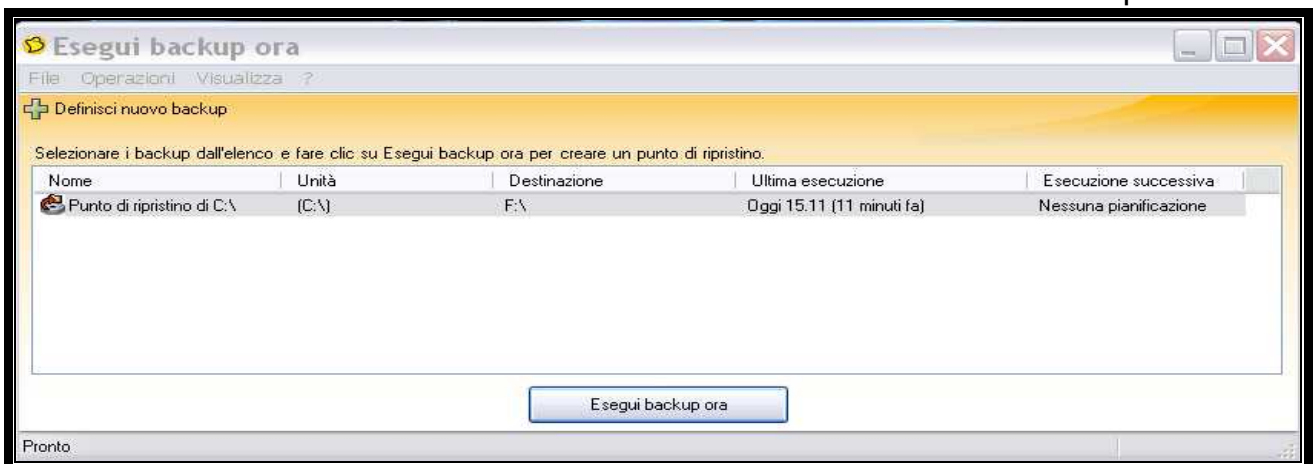 Esegui backup ora
File Operazioni Visualizza ?
Definisci nuovo backup
Selezionare i backup dall'elenco e fare clic su Esegui backup ora per creare un punto di ripristino.
Nome Unità Destinazione Ultima esecuzione Esecuzione successiva
Punto di ripristino di C:\ (C:\) F:\ Oggi 15.11 (11 minuti fa) Nessuna pianificazione
Esegui backup ora
Pronto